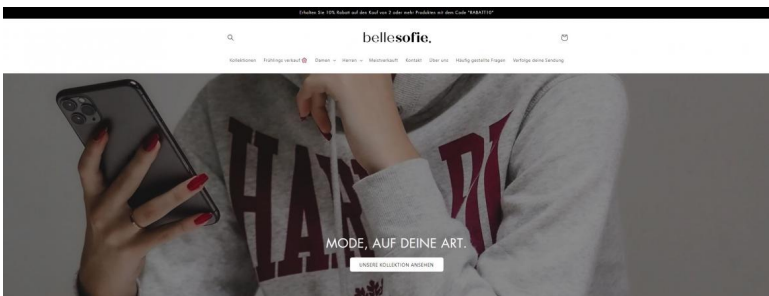 Erhalten Sie 10% Rabatt auf den Kauf von 2 oder mehr Produkten mit dem Code "RABATT10"
bellesofie.
Kollektionen Frühlings verkauf Damen Herren Meistverkauft Kontakt Über uns Häufig gestellte Fragen Verfolge deine Sendung
HAR
MODE, AUF DEINE ART.
UNSERE KOLLEKTION ANSEHEN